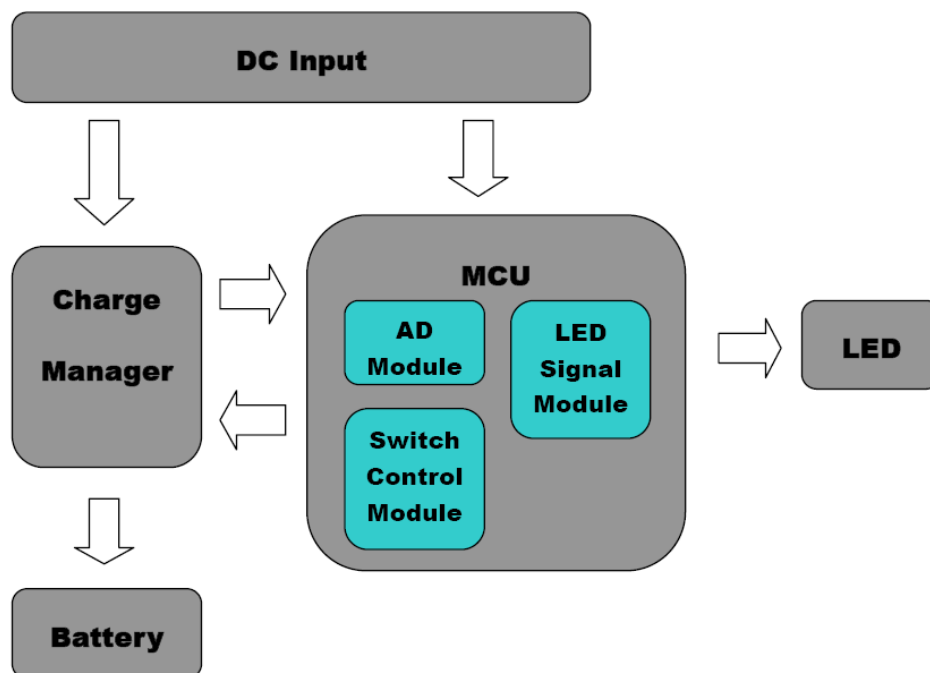 DC Input
Charge
Manager
MCU
AD
Module
LED
Signal
Module
Switch
Control
Module
LED
Battery